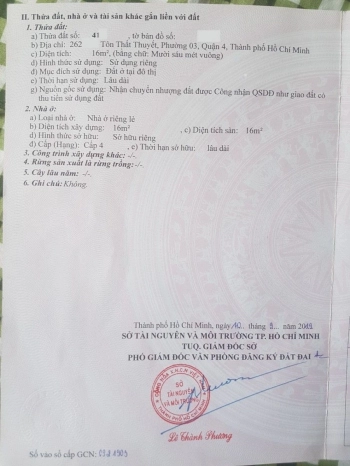 II. Thửa đất, nhà ở và tài sản khác gắn liền với đất
1. Thửa đất:
a) Thửa đất số: 41 , tờ bản đồ số:
b) Địa chỉ: 262 Tôn Thất Thuyết, Phường 03, Quận 4, Thành phố Hồ Chí Minh
c) Diện tích: 16m², (bằng chữ: Mười sáu mét vuông)
d) Hình thức sử dụng: Sử dụng riêng
đ) Mục đích sử dụng: Đất ở tại đô thị
e) Thời hạn sử dụng: Lâu dài
g) Nguồn gốc sử dụng: Nhận chuyển nhượng đất được Công nhận QSDĐ như giao đất có
thu tiền sử dụng đất
2. Nhà ở:
a) Loại nhà ở: Nhà ở riêng lẻ
b) Diện tích xây dựng: 16m² , c) Diện tích sàn: 16m²
d) Hình thức sở hữu: Sở hữu riêng
đ) Cấp (Hạng): Cấp 4 , e) Thời hạn sở hữu: lâu dài
3. Công trình xây dựng khác: -/-
4. Rừng sản xuất là rừng trồng: -/-
5. Cây lâu năm: -/-
6. Ghi chú: Không.
Thành phố Hồ Chí Minh, ngày 10 tháng năm 2019
SỞ TÀI NGUYÊN VÀ MÔI TRƯỜNG TP. HỒ CHÍ MINH
TUQ. GIÁM ĐỐC SỞ
PHÓ GIÁM ĐỐC VĂN PHÒNG ĐĂNG KÝ ĐẤT ĐAI
SỞ
TÀI NGUYÊN
VÀ MÔI TRƯỜNG
Lê Thành Phương
Số vào sổ cấp GCN: